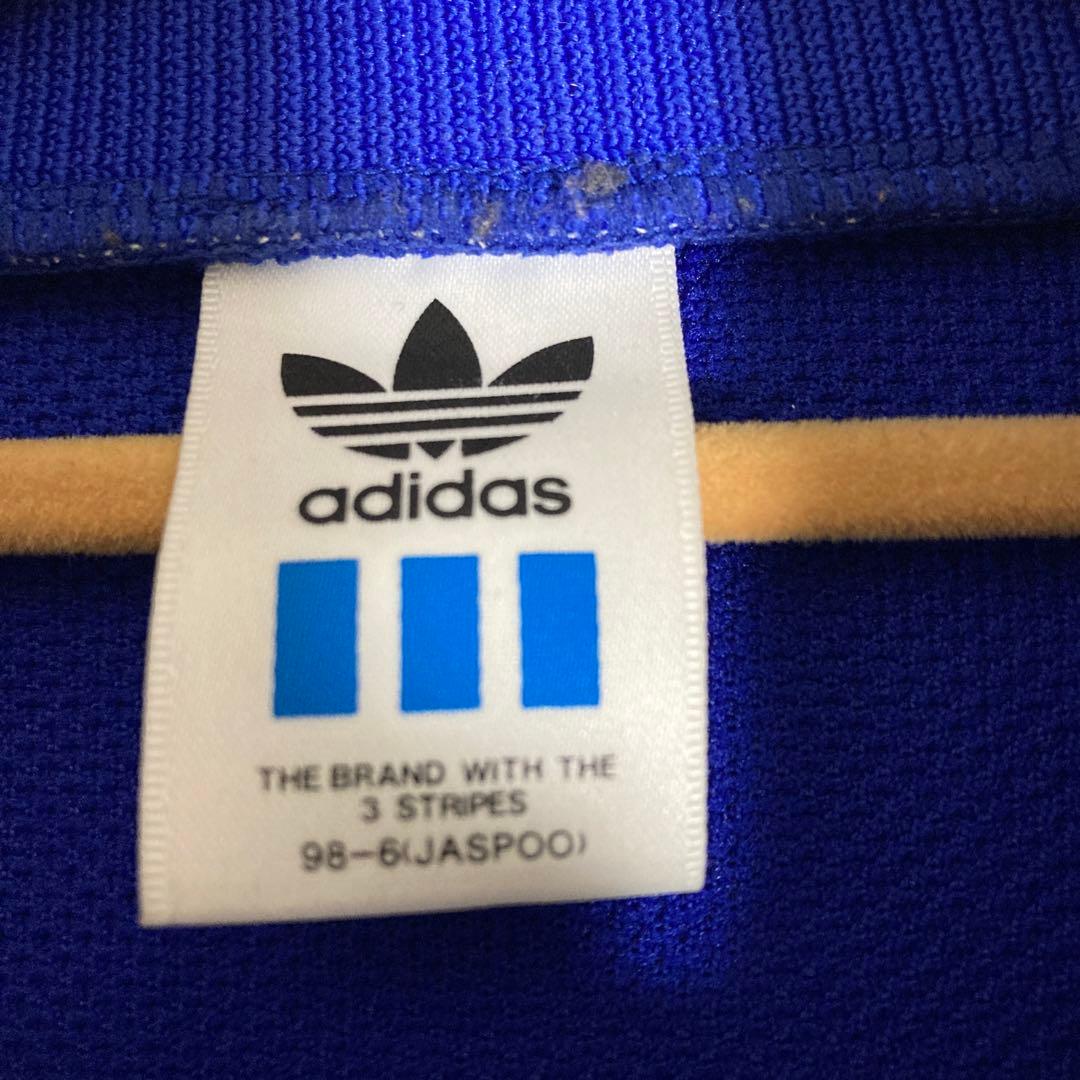 adidas
THE BRAND WITH THE
3 STRIPES
98-6(JASPOO)